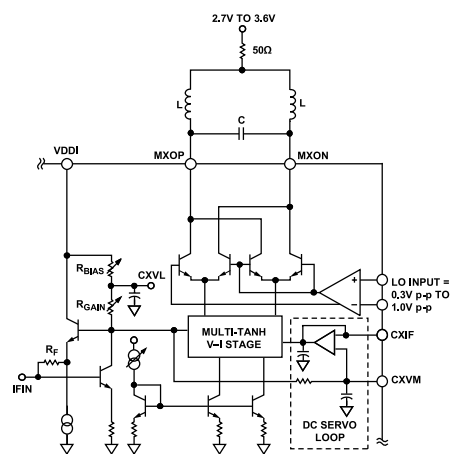 2.7V TO 3.6V
50Ω
L
L
C
VDDI
MXOP
MXON
RBIAS
CXVL
RGAIN
+
LO INPUT =
0.3V p-p TO
1.0V p-p
–
MULTI-TANH
V–I STAGE
CXIF
RF
IFIN
CXVM
DC SERVO
LOOP